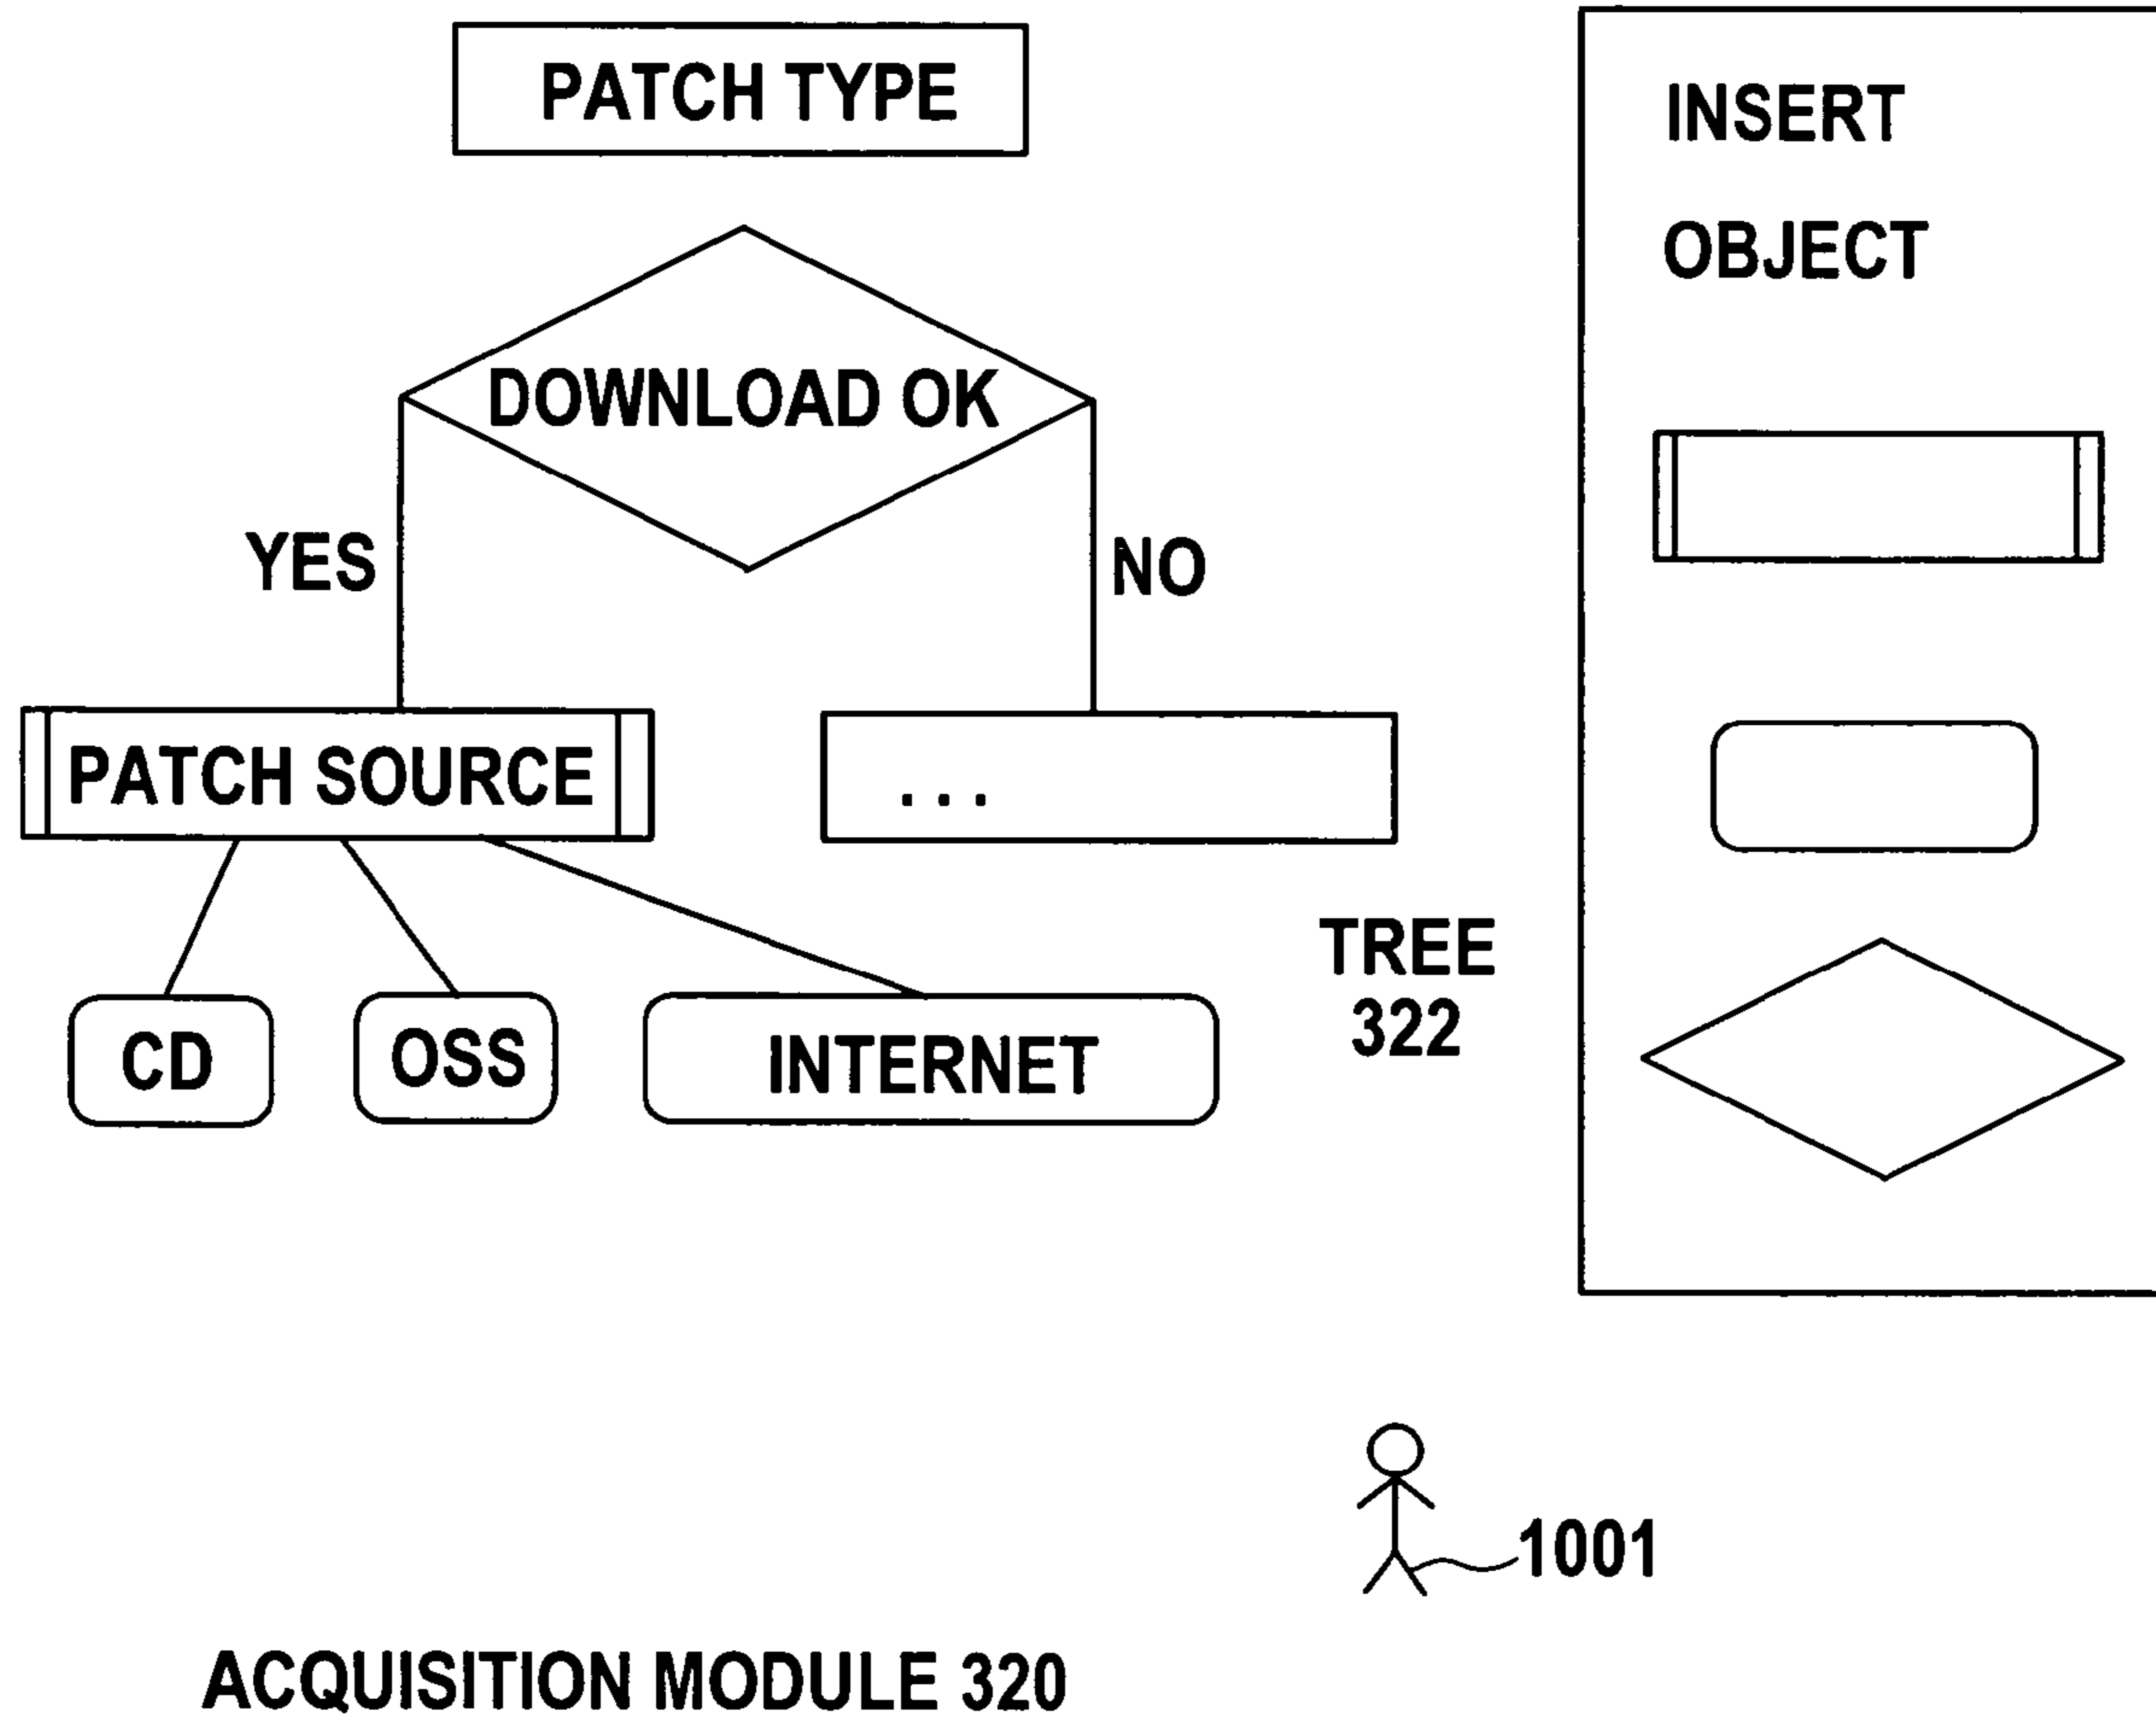 PATCH TYPE
DOWNLOAD OK
YES
NO
PATCH SOURCE
...
CD
OSS
INTERNET
TREE
322
INSERT
OBJECT
1001
ACQUISITION MODULE 320